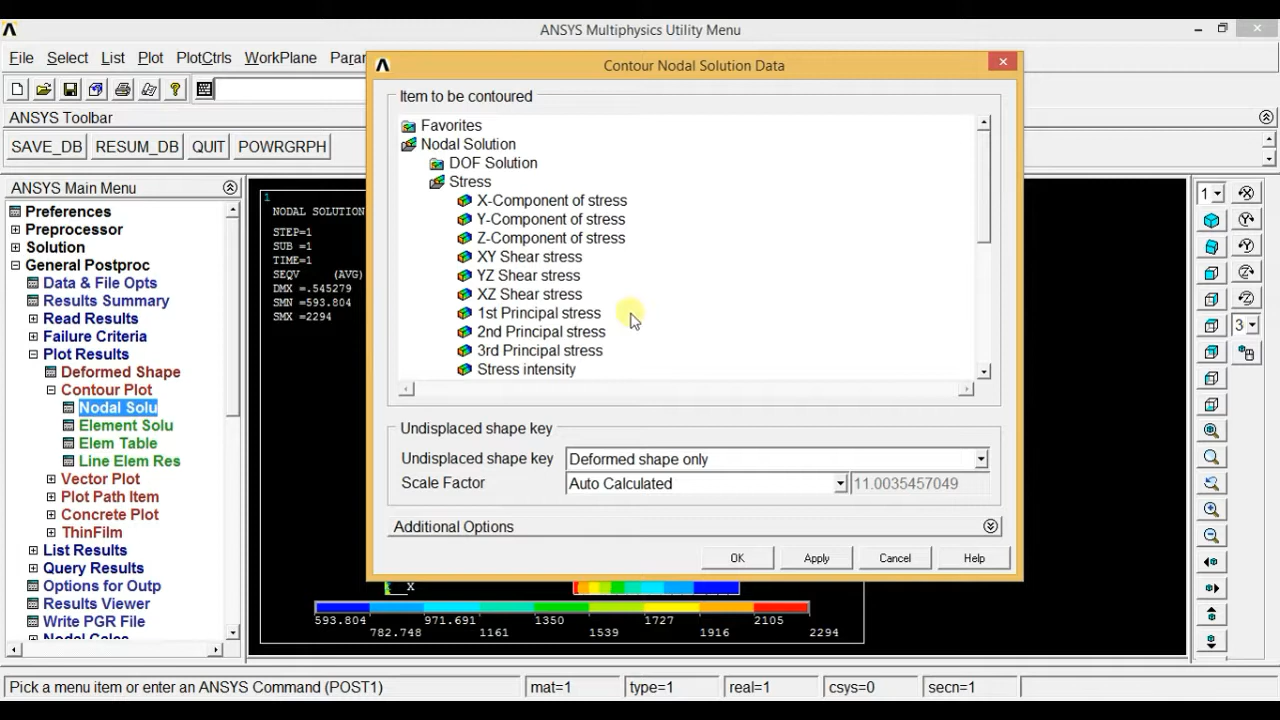 ANSYS Multiphysics Utility Menu
File Select List Plot PlotCtrls WorkPlane Para
ANSYS Toolbar
SAVE_DB RESUM_DB QUIT POWRGRPH
ANSYS Main Menu
Preferences
Preprocessor
Solution
General Postproc
Data & File Opts
Results Summary
Read Results
Failure Criteria
Plot Results
Deformed Shape
Contour Plot
Nodal Solu
Element Solu
Elem Table
Line Elem Res
Vector Plot
Plot Path Item
Concrete Plot
ThinFilm
List Results
Query Results
Options for Outp
Results Viewer
Write PGR File
Nodal Calcs
1
NODAL SOLUTION
STEP=1
SUB =1
TIME=1
SEQV (AVG)
DMX =.545279
SMN =593.804
SMX =2294
Contour Nodal Solution Data
Item to be contoured
Favorites
Nodal Solution
DOF Solution
Stress
X-Component of stress
Y-Component of stress
Z-Component of stress
XY Shear stress
YZ Shear stress
XZ Shear stress
1st Principal stress
2nd Principal stress
3rd Principal stress
Stress intensity
Undisplaced shape key
Undisplaced shape key Deformed shape only
Scale Factor Auto Calculated 11.0035457049
Additional Options
OK Apply Cancel Help
X
593.804 971.691 1350 1727 2105
782.748 1161 1539 1916 2294
1
3
Pick a menu item or enter an ANSYS Command (POST1) mat=1 type=1 real=1 csys=0 secn=1